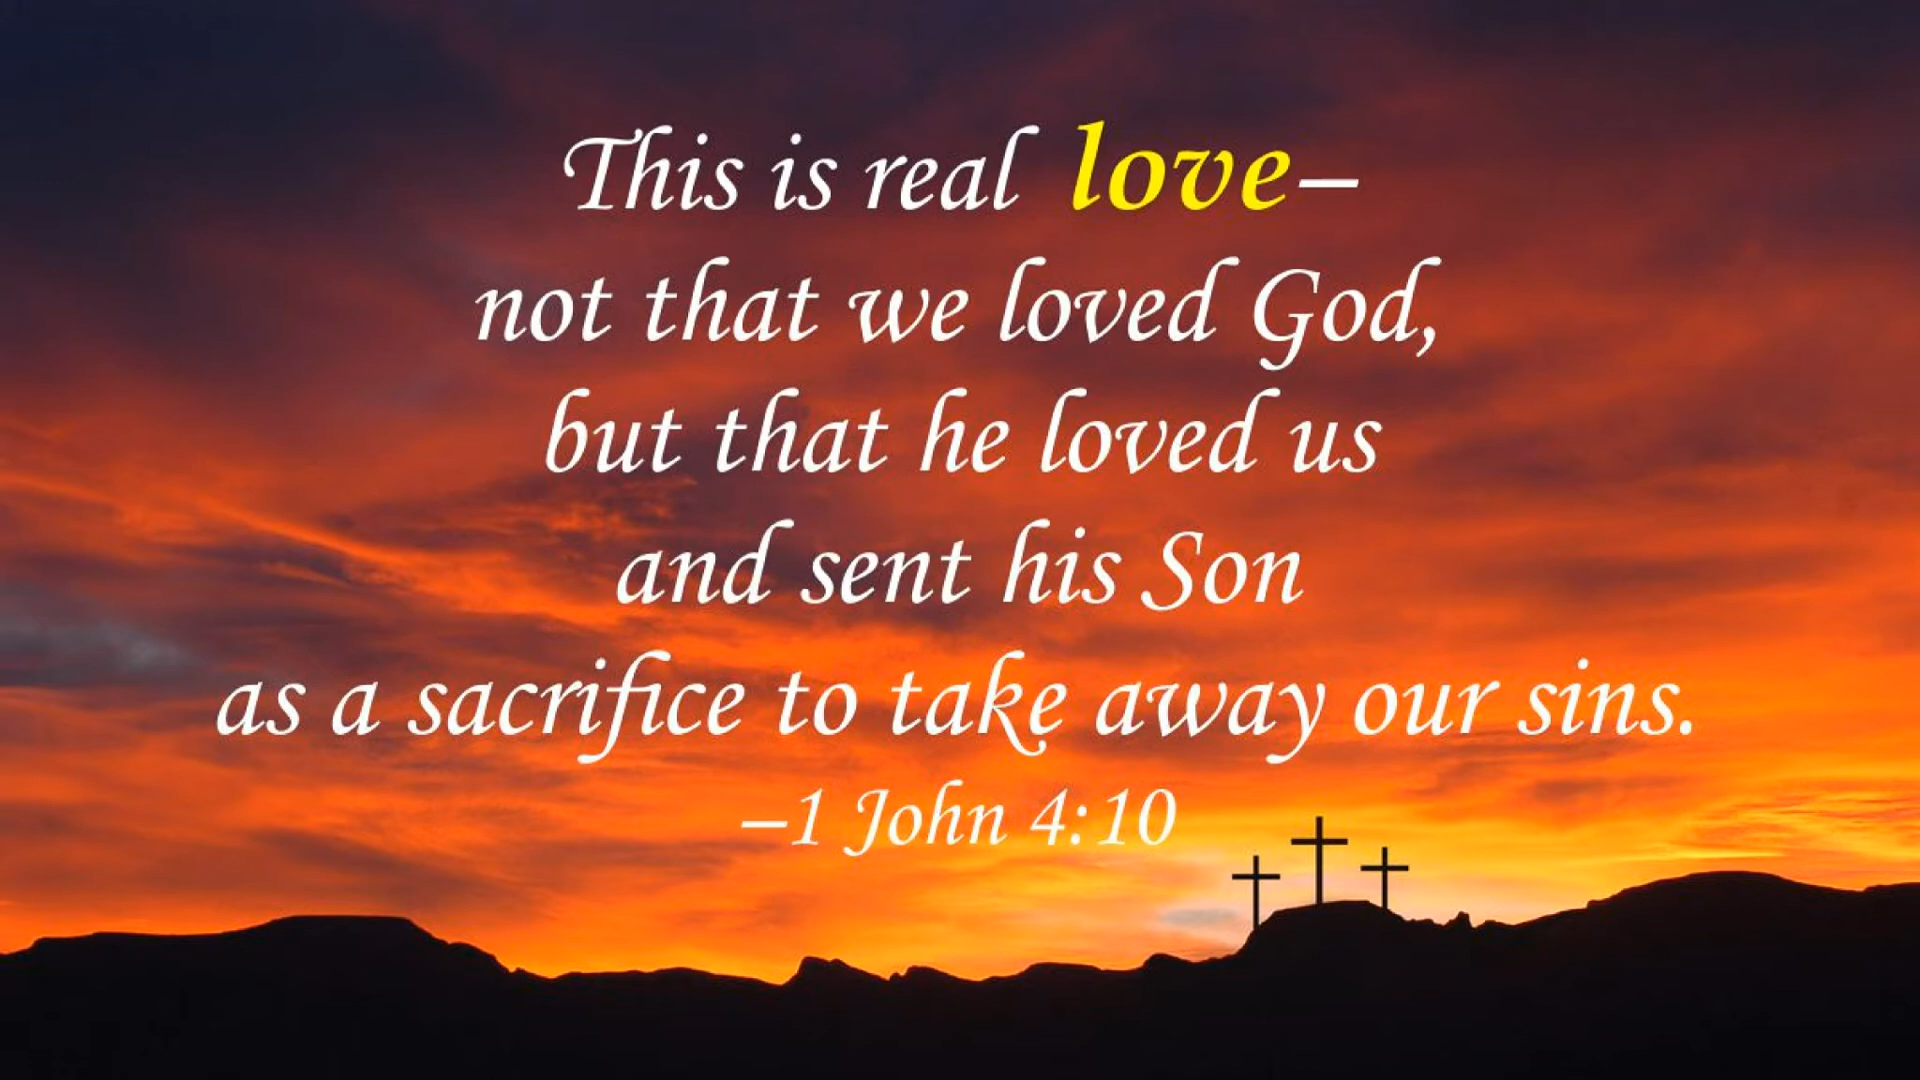 This is real love–
not that we loved God,
but that he loved us
and sent his Son
as a sacrifice to take away our sins.
–1 John 4:10